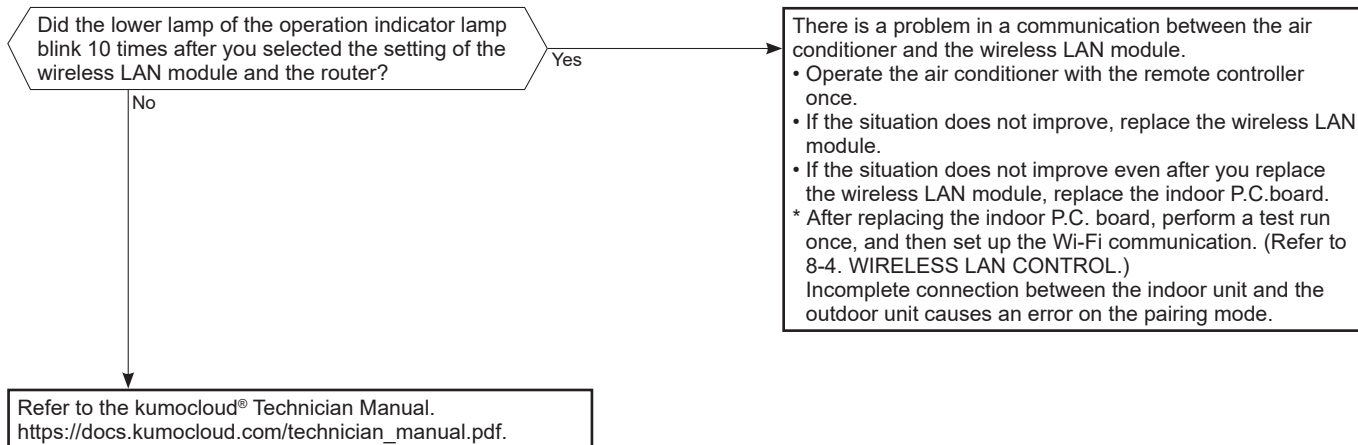 Did the lower lamp of the operation indicator lamp
blink 10 times after you selected the setting of the
wireless LAN module and the router?
Yes
No
There is a problem in a communication between the air
conditioner and the wireless LAN module.
• Operate the air conditioner with the remote controller
once.
• If the situation does not improve, replace the wireless LAN
module.
• If the situation does not improve even after you replace
the wireless LAN module, replace the indoor P.C.board.
* After replacing the indoor P.C. board, perform a test run
once, and then set up the Wi-Fi communication. (Refer to
8-4. WIRELESS LAN CONTROL.)
Incomplete connection between the indoor unit and the
outdoor unit causes an error on the pairing mode.
Refer to the kumocloud® Technician Manual.
https://docs.kumocloud.com/technician_manual.pdf.